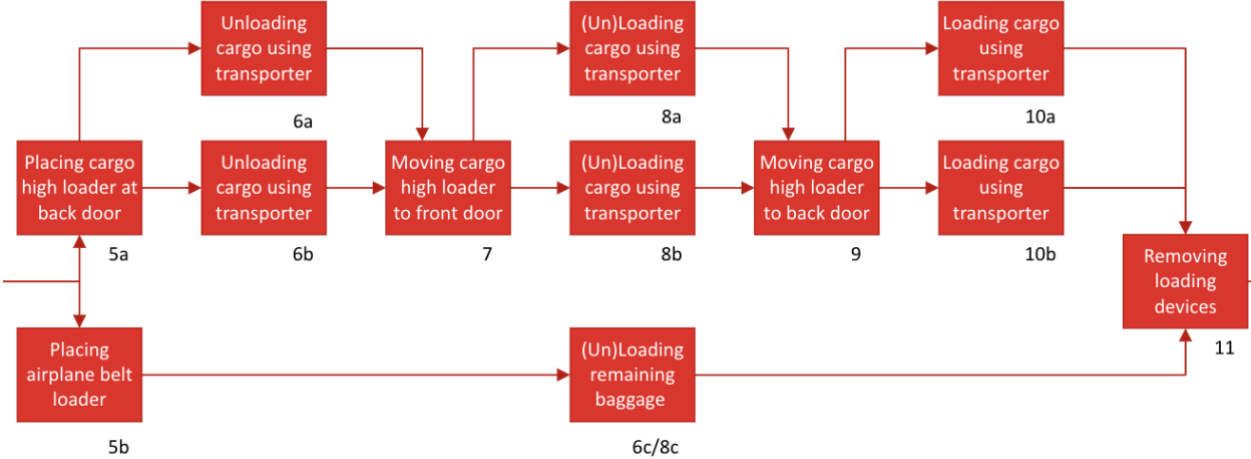 Unloading
cargo using
transporter
6a
(Un)Loading
cargo using
transporter
8a
Loading cargo
using
transporter
10a
Placing cargo
high loader at
back door
5a
Unloading
cargo using
transporter
6b
Moving cargo
high loader
to front door
7
(Un)Loading
cargo using
transporter
8b
Moving cargo
high loader
to back door
9
Loading cargo
using
transporter
10b
Removing
loading
devices
11
Placing
airplane belt
loader
5b
(Un)Loading
remaining
baggage
6c/8c